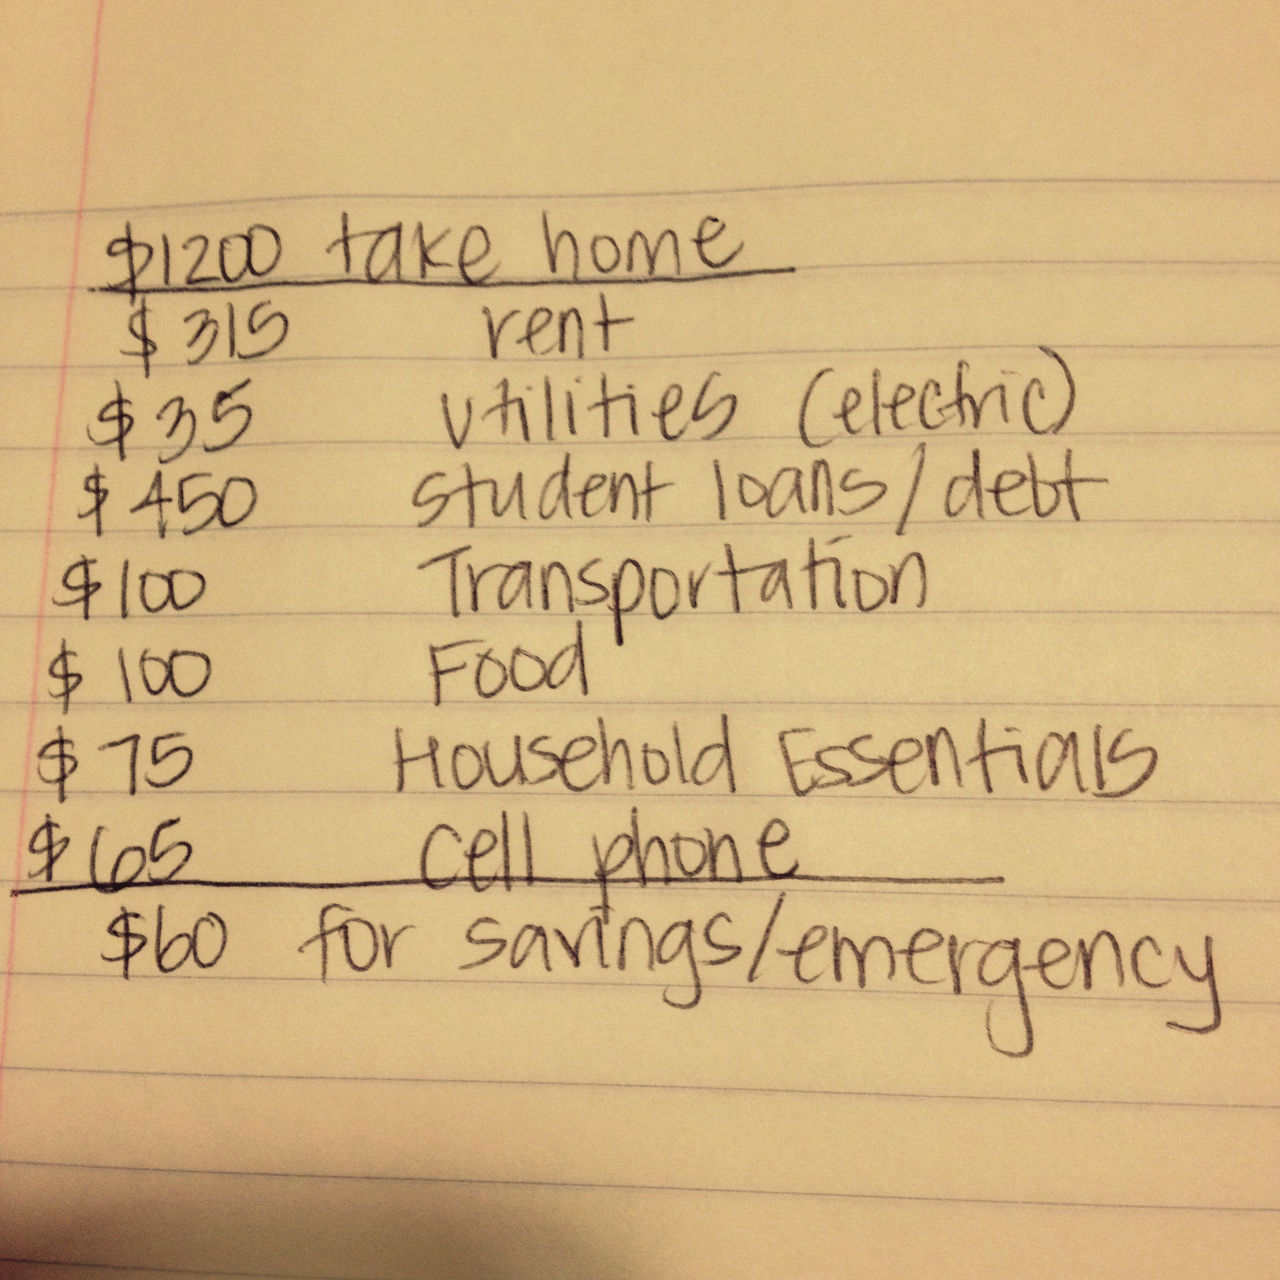 $1200 take home
$315 rent
$35 utilities (electric)
$450 student loans/debt
$100 Transportation
$100 Food
$75 Household Essentials
$65 cell phone
$60 for savings/emergency